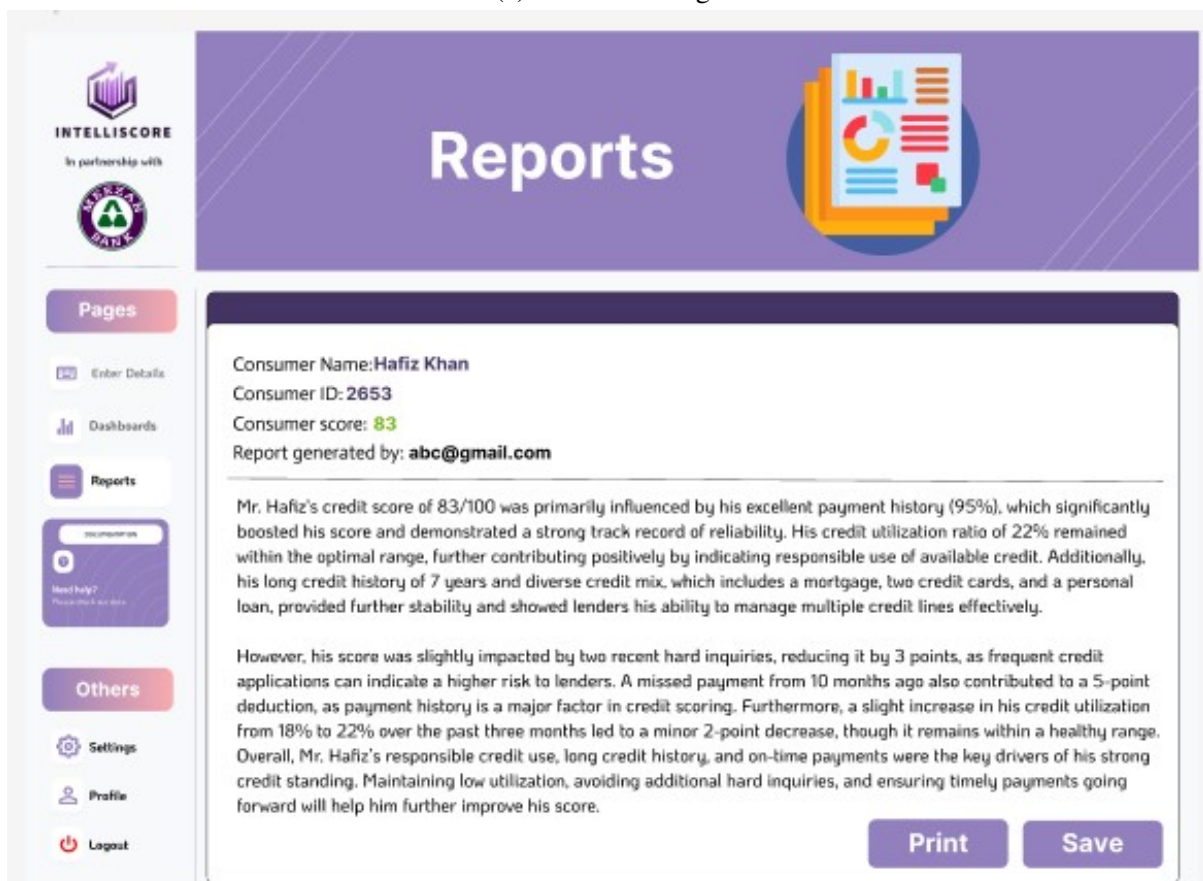 INTELLISCORE
In partnership with
MEEZAN
BANK
Reports
Pages
Enter Details
Dashboards
Reports
DOCUMENTATION
Need help?
Please check our docs
Others
Settings
Profile
Logout
Consumer Name:Hafiz Khan
Consumer ID: 2653
Consumer score: 83
Report generated by: abc@gmail.com
Mr. Hafiz's credit score of 83/100 was primarily influenced by his excellent payment history (95%), which significantly
boosted his score and demonstrated a strong track record of reliability. His credit utilization ratio of 22% remained
within the optimal range, further contributing positively by indicating responsible use of available credit. Additionally,
his long credit history of 7 years and diverse credit mix, which includes a mortgage, two credit cards, and a personal
loan, provided further stability and showed lenders his ability to manage multiple credit lines effectively.
However, his score was slightly impacted by two recent hard inquiries, reducing it by 3 points, as frequent credit
applications can indicate a higher risk to lenders. A missed payment from 10 months ago also contributed to a 5-point
deduction, as payment history is a major factor in credit scoring. Furthermore, a slight increase in his credit utilization
from 18% to 22% over the past three months led to a minor 2-point decrease, though it remains within a healthy range.
Overall, Mr. Hafiz's responsible credit use, long credit history, and on-time payments were the key drivers of his strong
credit standing. Maintaining low utilization, avoiding additional hard inquiries, and ensuring timely payments going
forward will help him further improve his score.
Print
Save